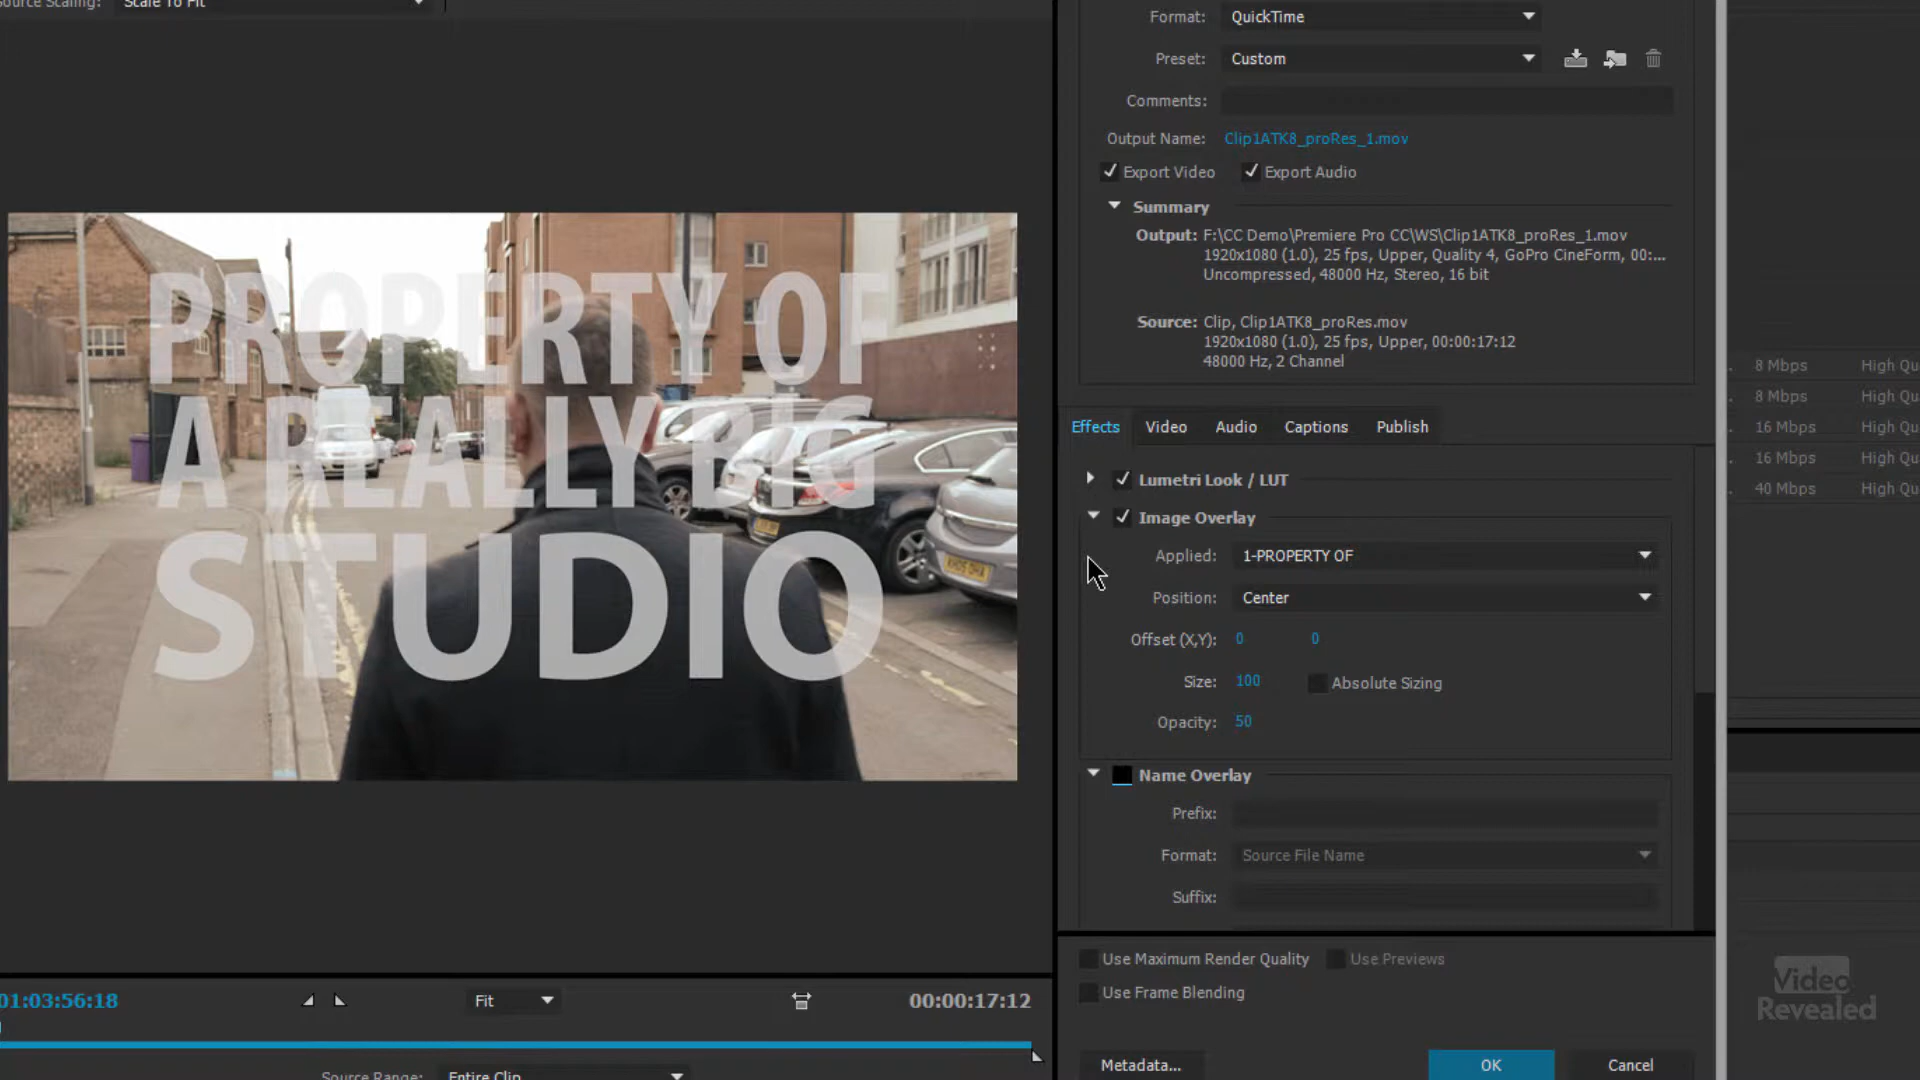 Source Scaling: Scale To Fit
Format: QuickTime
Preset: Custom
Comments:
Output Name: Clip1ATK8_proRes_1.mov
Export Video Export Audio
Summary
Output: F:\CC Demo\Premiere Pro CC\WS\Clip1ATK8_proRes_1.mov
1920x1080 (1.0), 25 fps, Upper, Quality 4, GoPro CineForm, 00:...
Uncompressed, 48000 Hz, Stereo, 16 bit
Source: Clip, Clip1ATK8_proRes.mov
1920x1080 (1.0), 25 fps, Upper, 00:00:17:12
48000 Hz, 2 Channel
PROPERTY OF
A REALLY BIG
STUDIO
8 Mbps High Qu
8 Mbps High Qu
16 Mbps High Qu
16 Mbps High Qu
40 Mbps High Qu
Effects Video Audio Captions Publish
Lumetri Look / LUT
Image Overlay
Applied: 1-PROPERTY OF
Position: Center
Offset (X,Y): 0 0
Size: 100 Absolute Sizing
Opacity: 50
Name Overlay
Prefix:
Format: Source File Name
Suffix:
Use Maximum Render Quality Use Previews
Use Frame Blending
01:03:56:18 Fit 00:00:17:12
Source Range: Entire Clip
Metadata... OK Cancel
Video
Revealed